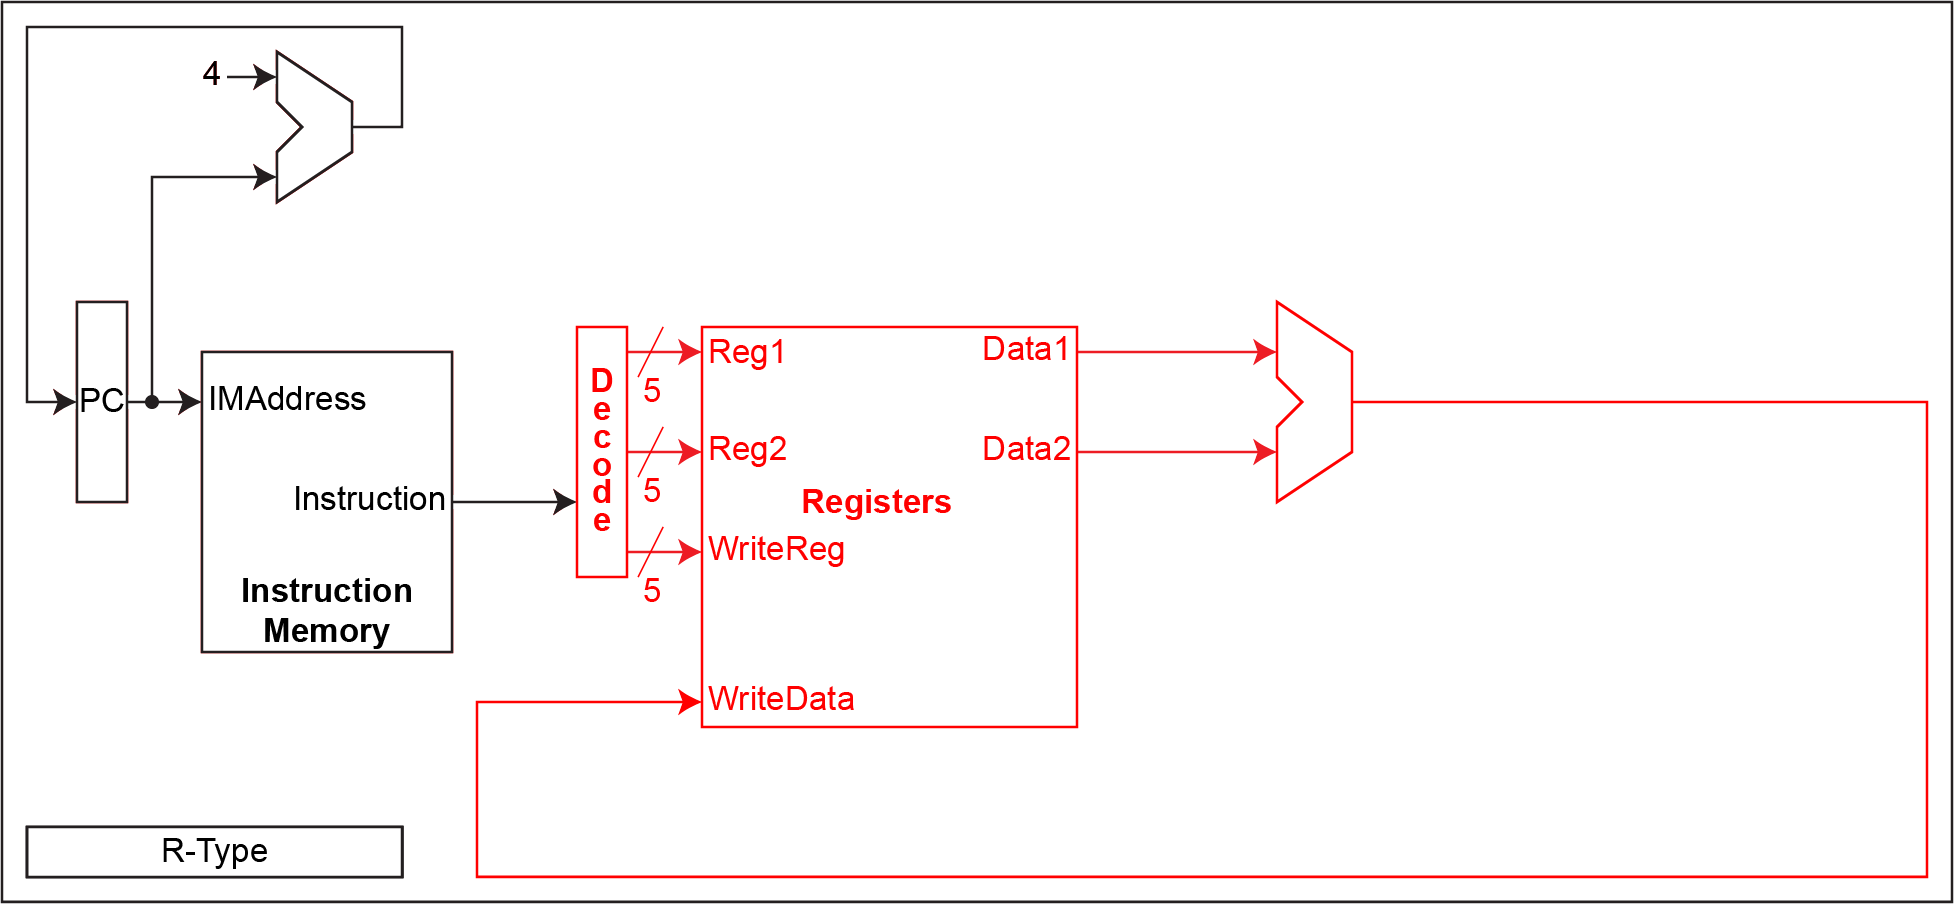 4
PC
IMAddress
Instruction
Instruction
Memory
Decode
5
5
5
Reg1
Reg2
WriteReg
WriteData
Data1
Data2
Registers
R-Type